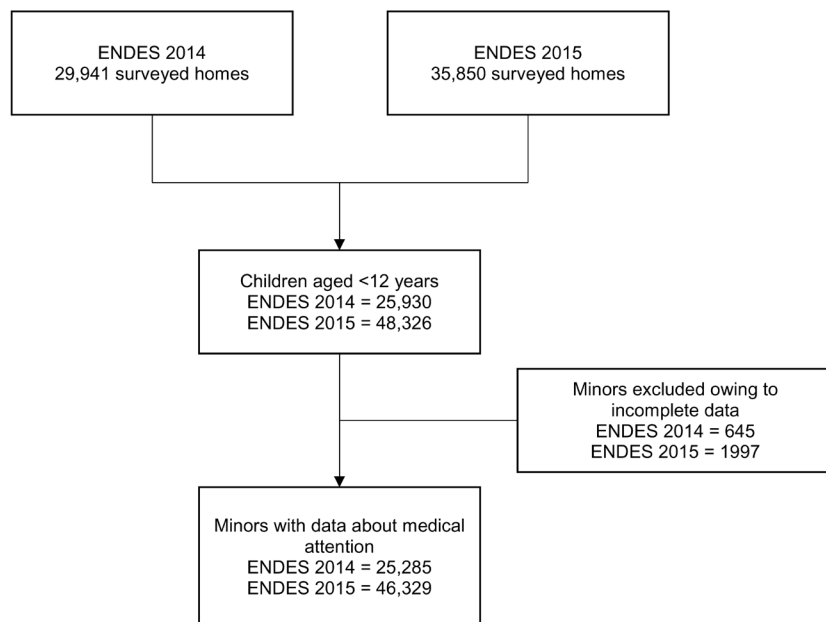 ENDES 2014
29,941 surveyed homes
ENDES 2015
35,850 surveyed homes
Children aged <12 years
ENDES 2014 = 25,930
ENDES 2015 = 48,326
Minors excluded owing to
incomplete data
ENDES 2014 = 645
ENDES 2015 = 1997
Minors with data about medical
attention
ENDES 2014 = 25,285
ENDES 2015 = 46,329